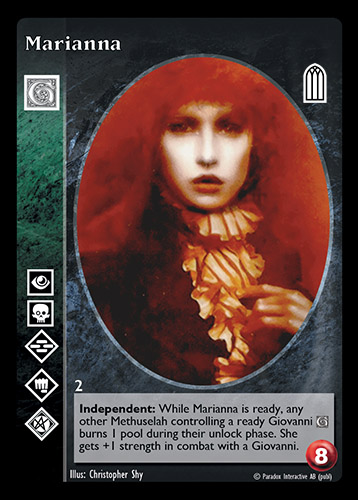 Marianna
G
2
Independent: While Marianna is ready, any
other Methuselah controlling a ready Giovanni G
burns 1 pool during their unlock phase. She
gets +1 strength in combat with a Giovanni.
8
Illus: Christopher Shy
© Paradox Interactive AB (publ)